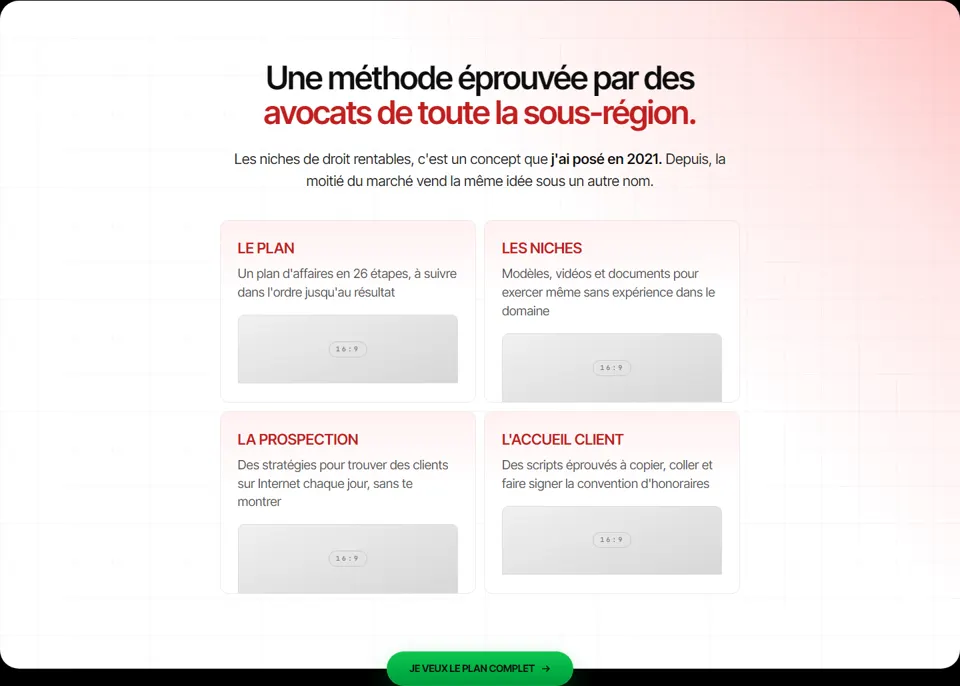 Une méthode éprouvée par des
avocats de toute la sous-région.
Les niches de droit rentables, c'est un concept que j'ai posé en 2021. Depuis, la
moitié du marché vend la même idée sous un autre nom.
LE PLAN
Un plan d'affaires en 26 étapes, à suivre
dans l'ordre jusqu'au résultat
16:9
LES NICHES
Modèles, vidéos et documents pour
exercer même sans expérience dans le
domaine
16:9
LA PROSPECTION
Des stratégies pour trouver des clients
sur Internet chaque jour, sans te
montrer
16:9
L'ACCUEIL CLIENT
Des scripts éprouvés à copier, coller et
faire signer la convention d'honoraires
16:9
JE VEUX LE PLAN COMPLET →